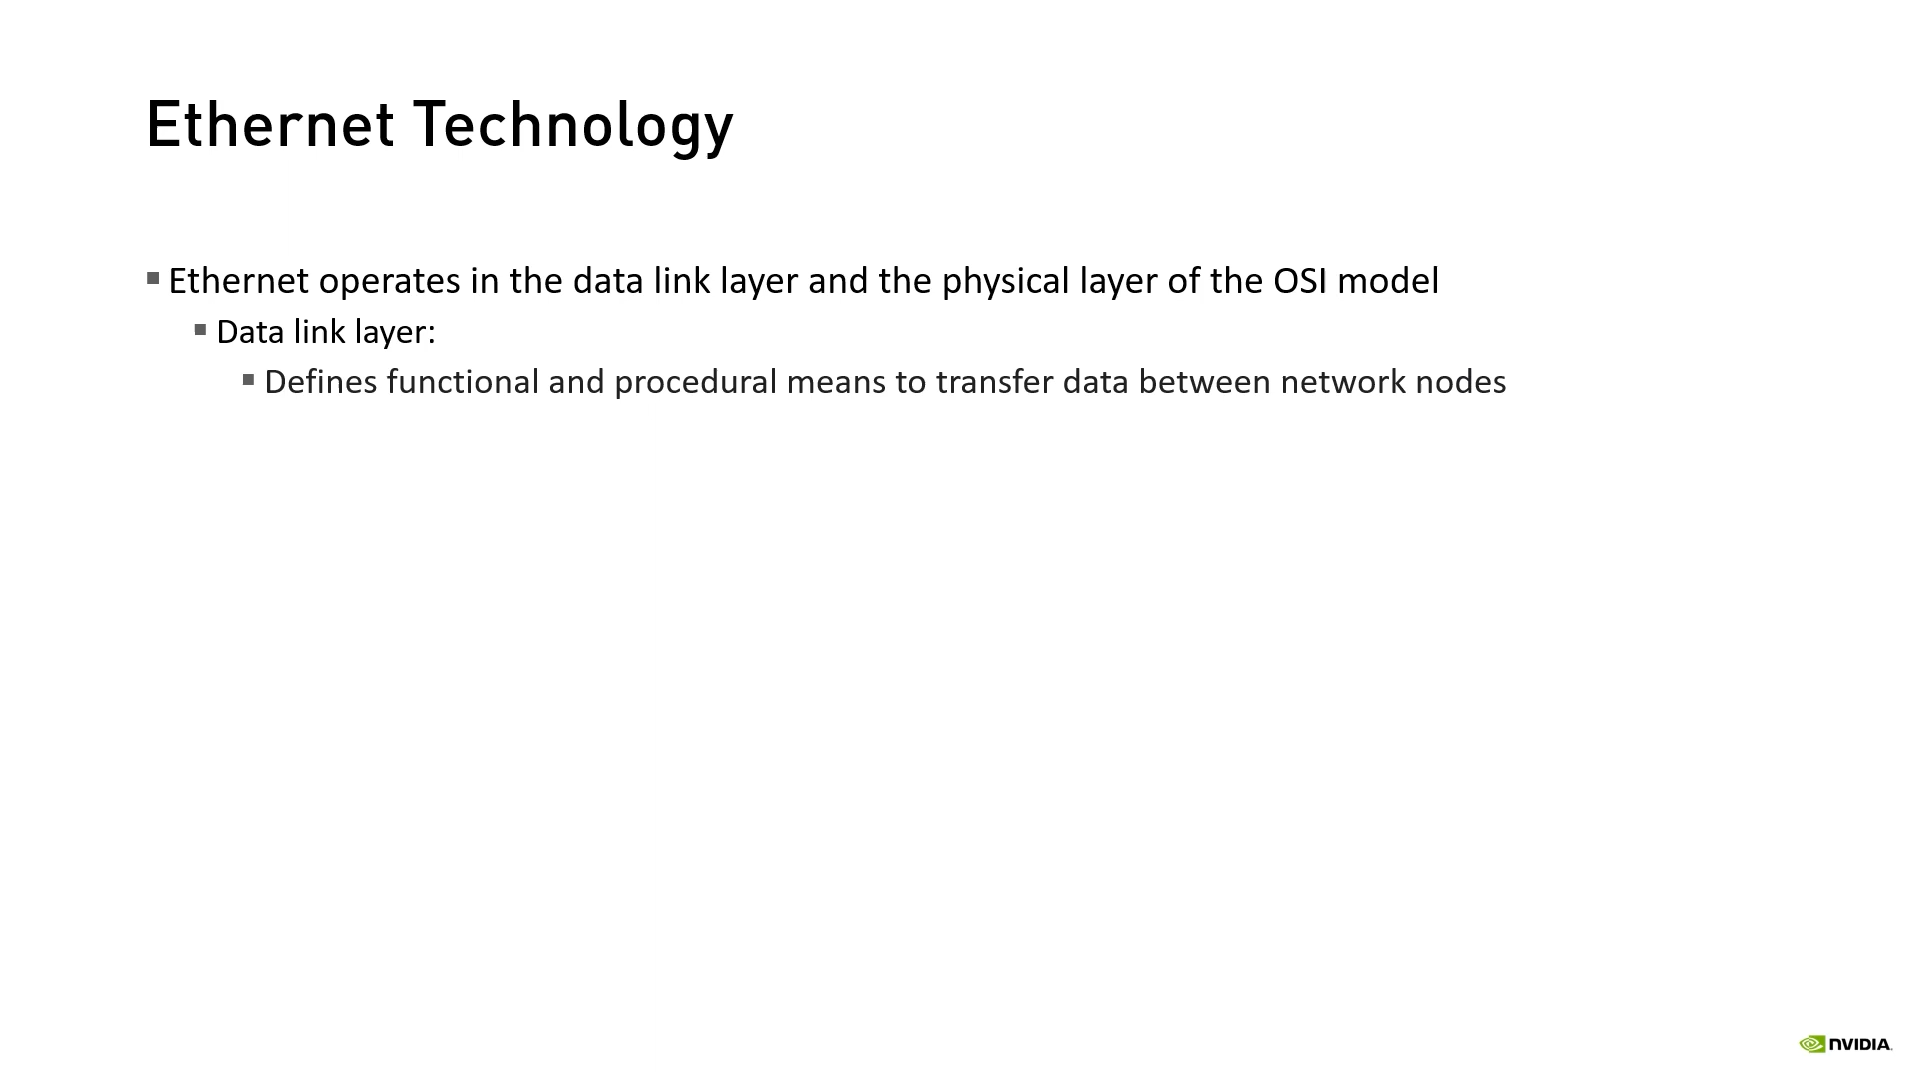 Ethernet Technology
▪ Ethernet operates in the data link layer and the physical layer of the OSI model
▪ Data link layer:
▪ Defines functional and procedural means to transfer data between network nodes
NVIDIA.